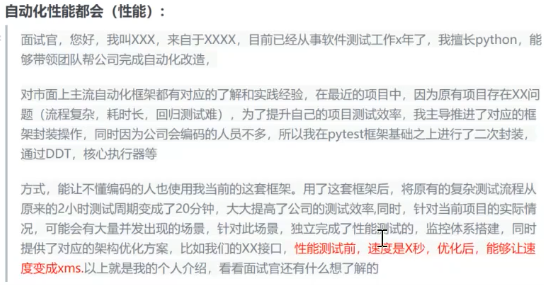 自动化性能都会（性能）：
面试官，您好，我叫XXX，来自于XXXX，目前已经从事软件测试工作x年了，我擅长python，能
够带领团队帮公司完成自动化改造，
对市面上主流自动化框架都有对应的了解和实践经验，在最近的项目中，因为原有项目存在XX问
题（流程复杂，耗时长，回归测试难），为了提升自己的项目测试效率，我主导推进了对应的框
架封装操作，同时因为公司会编码的人员不多，所以我在pytest框架基础之上进行了二次封装，
通过DDT，核心执行器等
方式，能让不懂编码的人也使用我当前的这套框架。用了这套框架后，将原有的复杂测试流程从
原来的2小时测试周期变成了20分钟，大大提高了公司的测试效率,同时，针对当前项目的实际情
况，可能会有大量并发出现的场景，针对此场景，独立完成了性能测试的，监控体系搭建，同时
提供了对应的架构优化方案，比如我们的XX接口，性能测试前，速度是X秒，优化后，能够让速
度变成xms.以上就是我的个人介绍，看看面试官还有什么想了解的